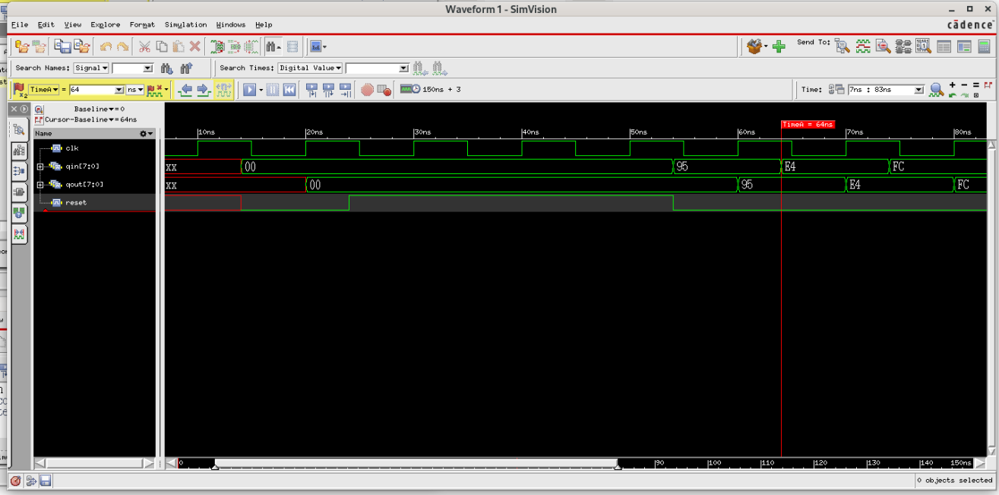 Waveform 1 - SimVision
File Edit View Explore Format Simulation Windows Help
cādence
Send To:
Search Names: Signal
Search Times: Digital Value
TimeA = 64 ns
150ns + 3
Time: 7ns : 83ns
Baseline = 0
Cursor-Baseline = 64ns
TimeA = 64ns
Name
10ns 20ns 30ns 40ns 50ns 60ns 70ns 80ns
clk
qin[7:0] xx 00 95 E4 FC
qout[7:0] xx 00 95 E4 FC
reset
0 90 100 110 120 130 140 150ns
0 objects selected